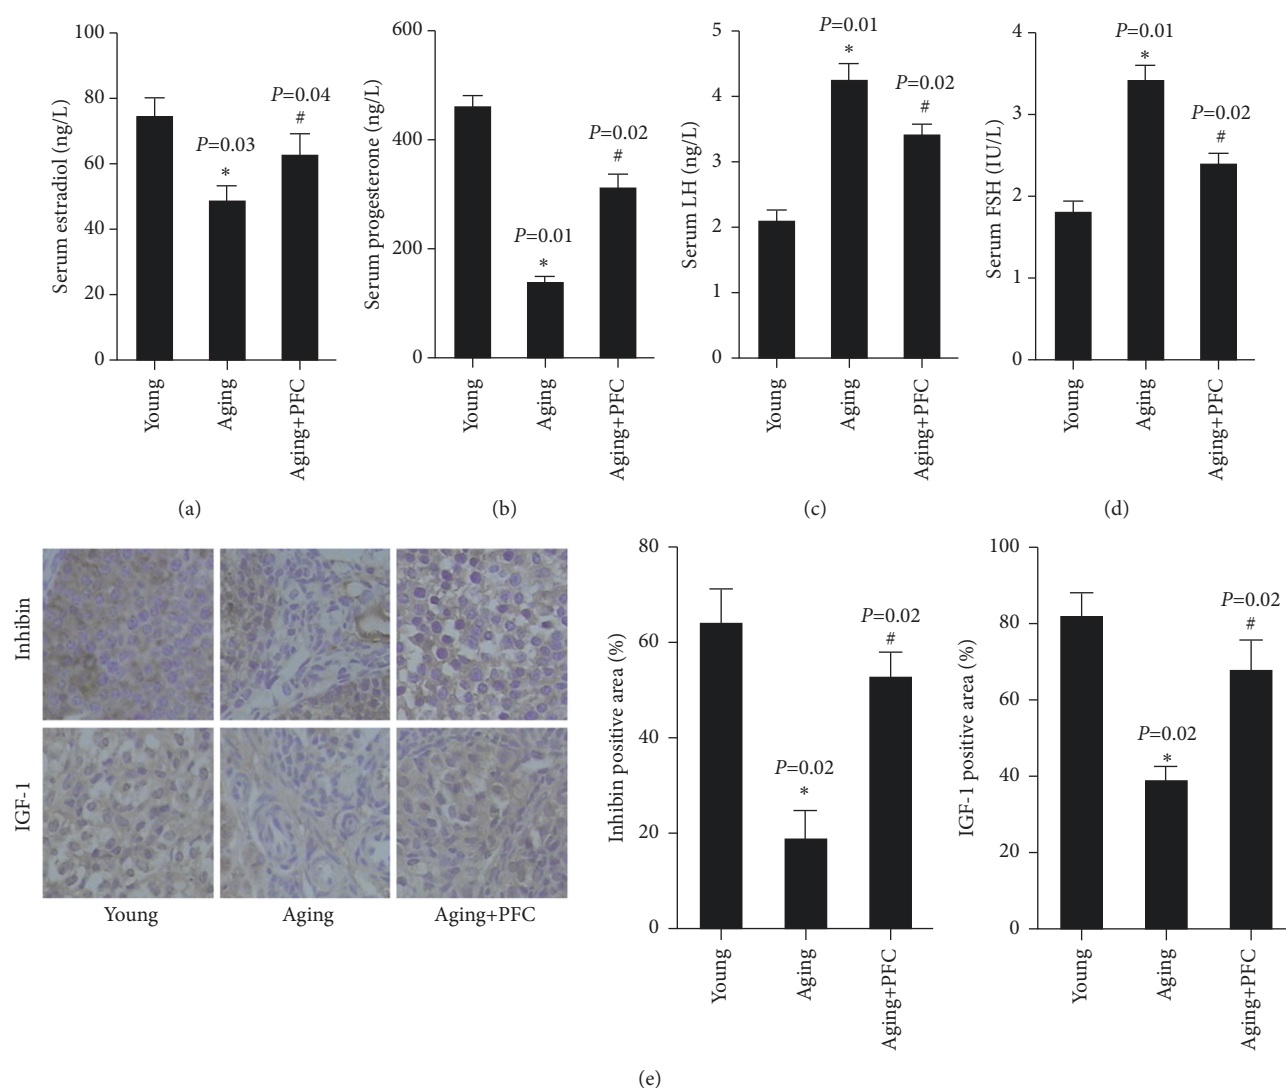 100
80
60
40
20
0
Serum estradiol (ng/L)
P=0.03
*
P=0.04
#
Young
Aging
Aging+PFC
(a)
600
400
200
0
Serum progesterone (ng/L)
P=0.01
*
P=0.02
#
Young
Aging
Aging+PFC
(b)
5
4
3
2
1
0
Serum LH (ng/L)
P=0.01
*
P=0.02
#
Young
Aging
Aging+PFC
(c)
4
3
2
1
0
Serum FSH (IU/L)
P=0.01
*
P=0.02
#
Young
Aging
Aging+PFC
(d)
Inhibin
IGF-1
Young
Aging
Aging+PFC
80
60
40
20
0
Inhibin positive area (%)
P=0.02
*
P=0.02
#
Young
Aging
Aging+PFC
100
80
60
40
20
0
IGF-1 positive area (%)
P=0.02
*
P=0.02
#
Young
Aging
Aging+PFC
(e)